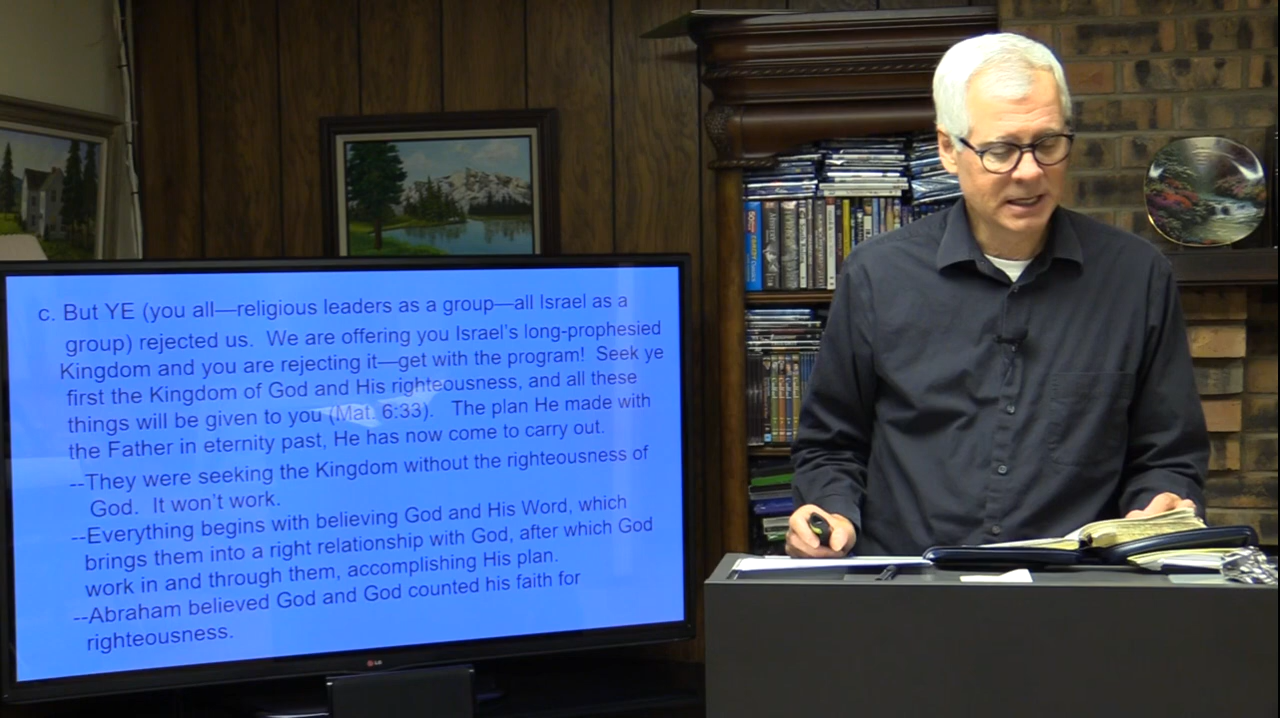 c. But YE (you all—religious leaders as a group—all Israel as a
group) rejected us. We are offering you Israel's long-prophesied
Kingdom and you are rejecting it—get with the program! Seek ye
first the Kingdom of God and His righteousness, and all these
things will be given to you (Mat. 6:33). The plan He made with
the Father in eternity past, He has now come to carry out.
--They were seeking the Kingdom without the righteousness of
God. It won't work.
--Everything begins with believing God and His Word, which
brings them into a right relationship with God, after which God
work in and through them, accomplishing His plan.
--Abraham believed God and God counted his faith for
righteousness.
LG